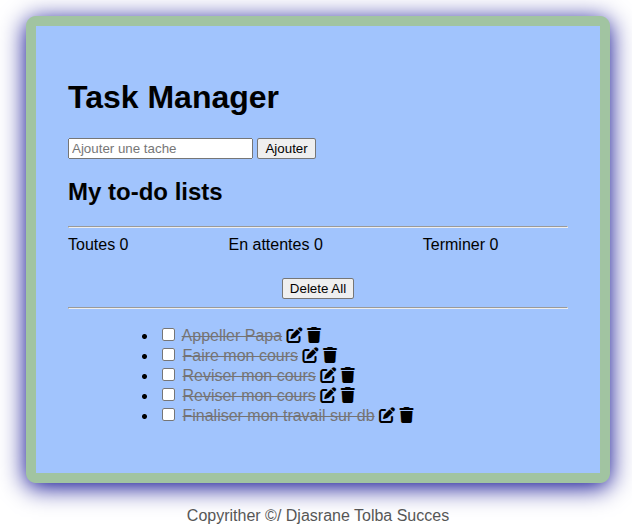 Task Manager
Ajouter une tache Ajouter
My to-do lists
Toutes 0 En attentes 0 Terminer 0
Delete All
Appeller Papa
Faire mon cours
Reviser mon cours
Reviser mon cours
Finaliser mon travail sur db
Copyrither ©/ Djasrane Tolba Succes